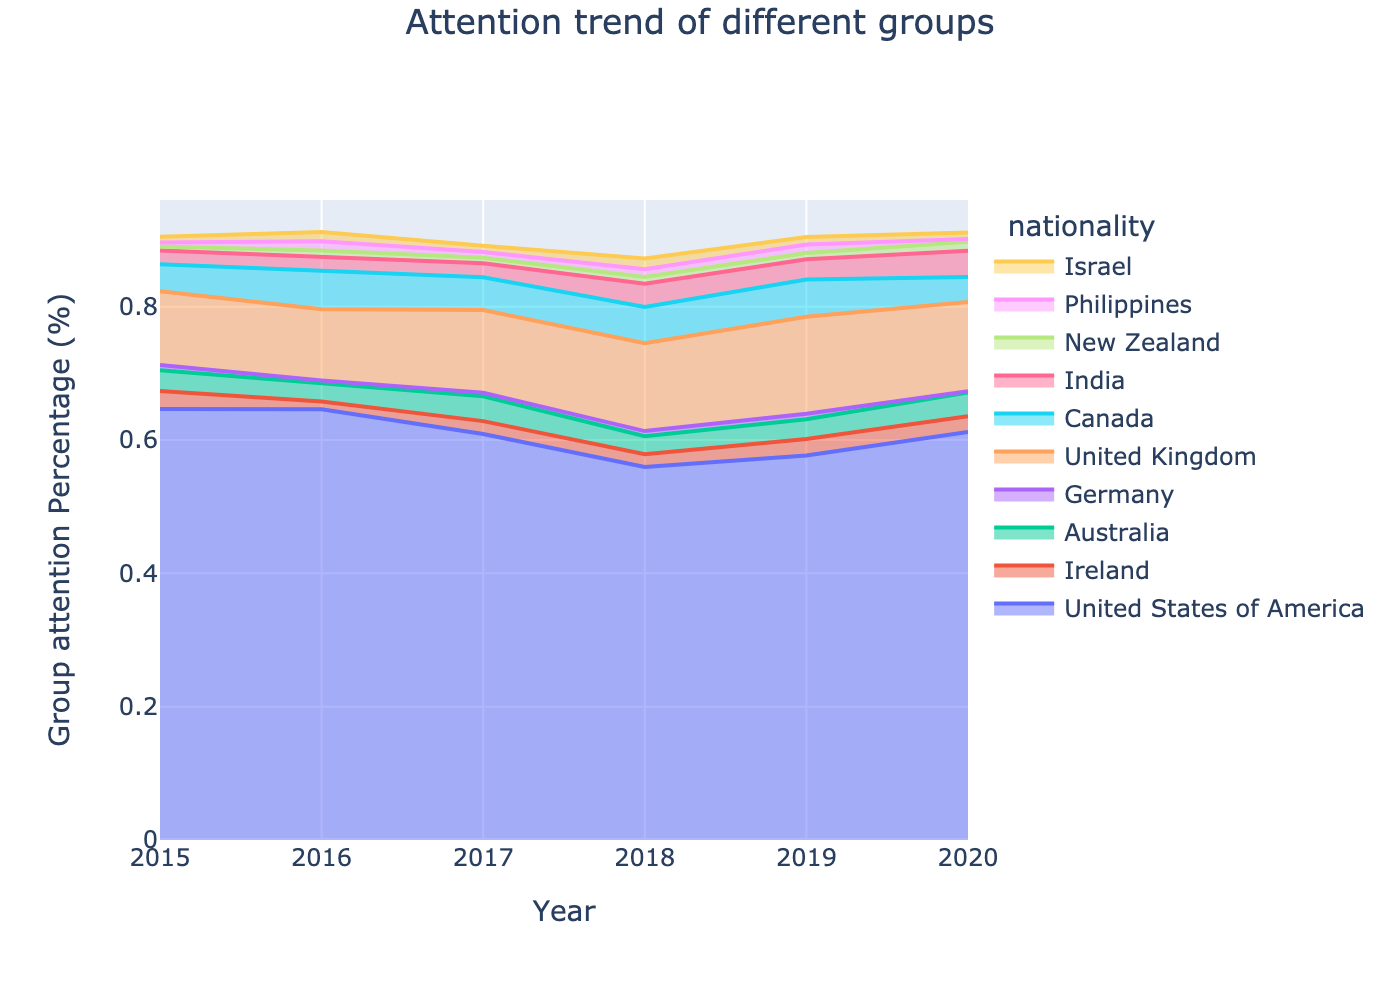 Attention trend of different groups
Group attention Percentage (%)
0.8
0.6
0.4
0.2
0
2015 2016 2017 2018 2019 2020
Year
nationality
Israel
Philippines
New Zealand
India
Canada
United Kingdom
Germany
Australia
Ireland
United States of America